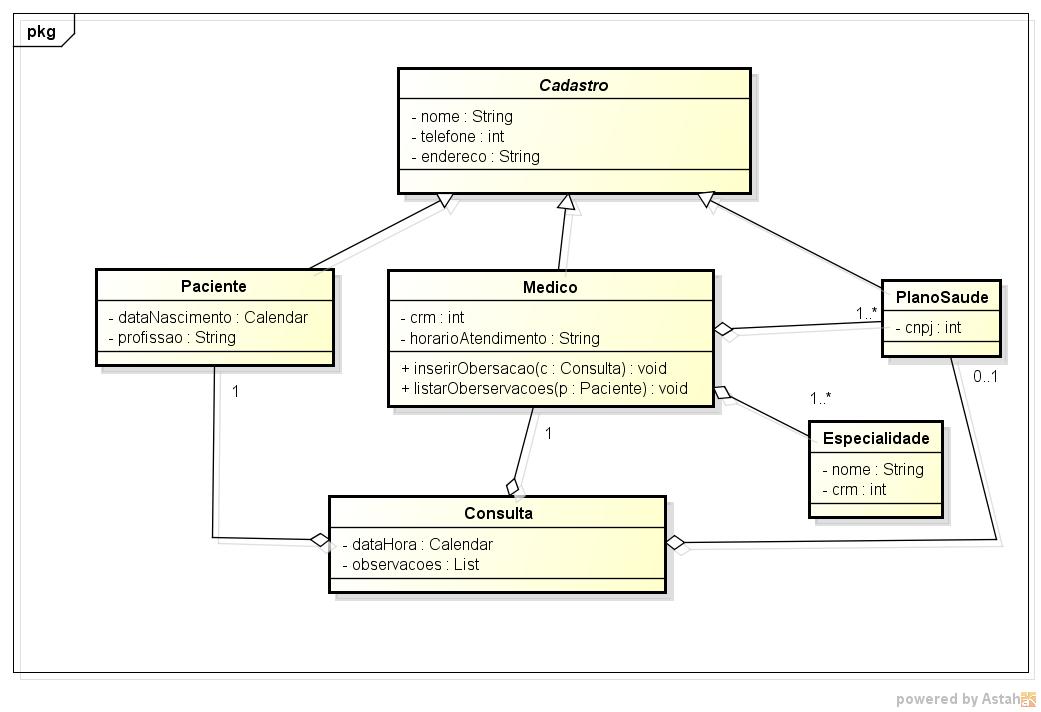 pkg
Cadastro
- nome : String
- telefone : int
- endereco : String
Paciente
- dataNascimento : Calendar
- profissao : String
Medico
- crm : int
- horarioAtendimento : String
+ inserirObersacao(c : Consulta) : void
+ listarOberservacoes(p : Paciente) : void
1..*
PlanoSaude
- cnpj : int
1
0..1
1..*
1
Especialidade
- nome : String
- crm : int
Consulta
- dataHora : Calendar
- observacoes : List
powered by Astah